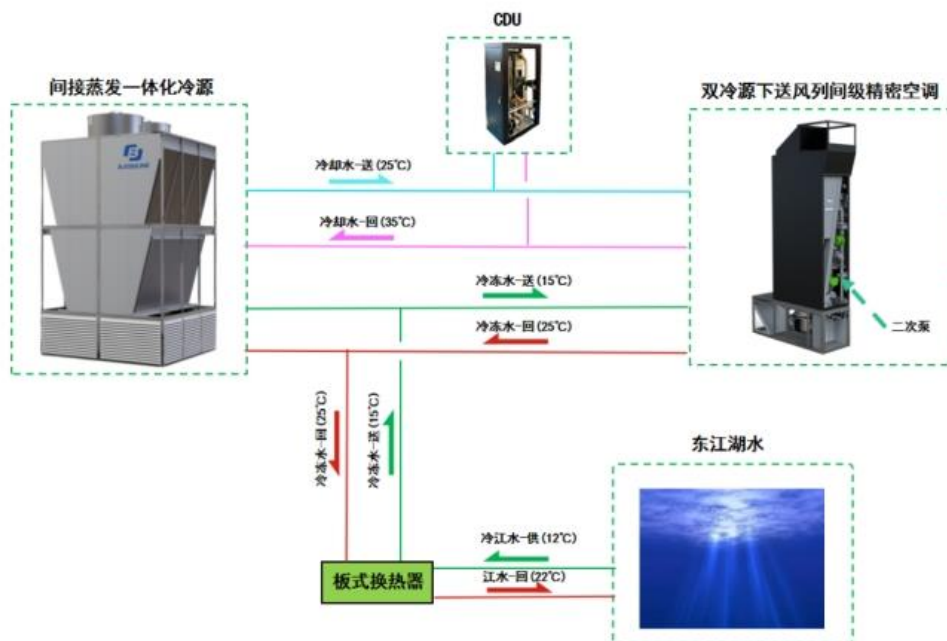 CDU
间接蒸发一体化冷源
双冷源下送风列间级精密空调
冷却水-送(25℃)
冷却水-回(35℃)
冷冻水-送(15℃)
冷冻水-回(25℃)
二次泵
冷冻水-回(25℃)
冷冻水-送(15℃)
东江湖水
冷江水-供(12℃)
板式换热器
江水-回(22℃)